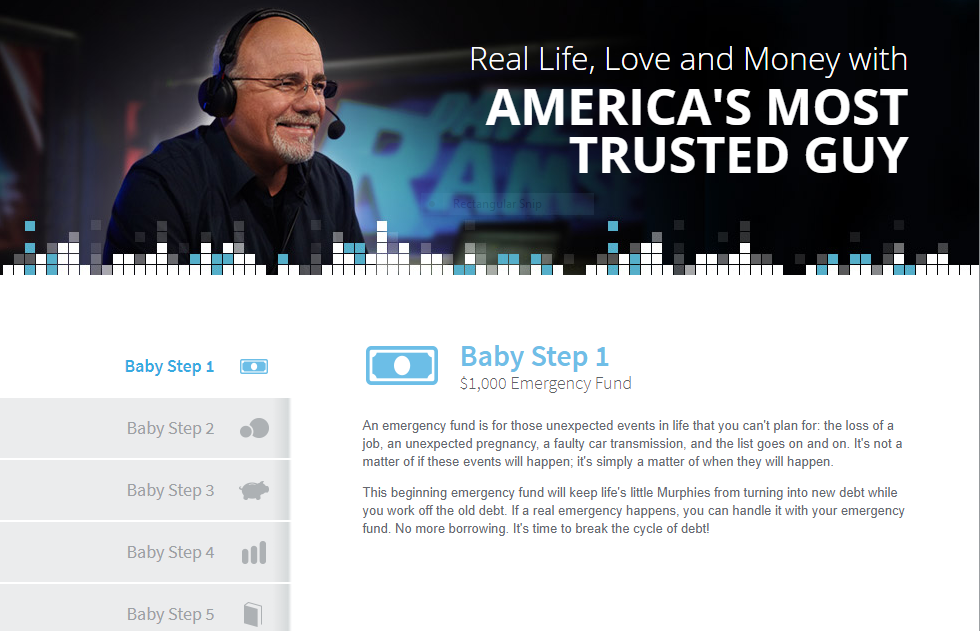 Real Life, Love and Money with
AMERICA'S MOST
TRUSTED GUY
DAVE
RAMSE
Rectangular Snip
Baby Step 1
Baby Step 2
Baby Step 3
Baby Step 4
Baby Step 5
Baby Step 1
$1,000 Emergency Fund
An emergency fund is for those unexpected events in life that you can't plan for: the loss of a
job, an unexpected pregnancy, a faulty car transmission, and the list goes on and on. It's not a
matter of if these events will happen; it's simply a matter of when they will happen.
This beginning emergency fund will keep life's little Murphies from turning into new debt while
you work off the old debt. If a real emergency happens, you can handle it with your emergency
fund. No more borrowing. It's time to break the cycle of debt!